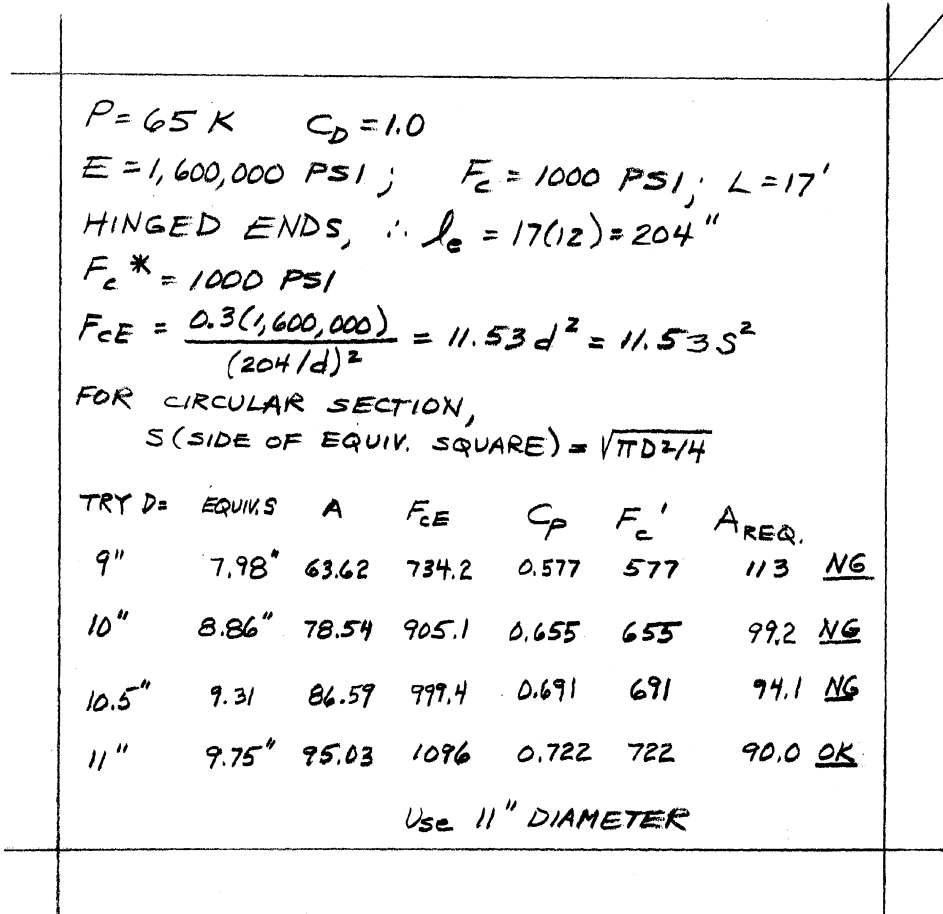 P = 65 K C_D = 1.0
E = 1,600,000 PSI; F_c = 1000 PSI; L = 17'
HINGED ENDS, ∴ l_e = 17(12) = 204"
F_c* = 1000 PSI
F_cE = 0.3(1,600,000) / (204/d)² = 11.53 d² = 11.53 S²
FOR CIRCULAR SECTION,
S (SIDE OF EQUIV. SQUARE) = √(πD²/4)
TRY D= EQUIV. S A F_cE C_P F_c' A_REQ.
9" 7.98" 63.62 734.2 0.577 577 113 NG
10" 8.86" 78.54 905.1 0.655 655 99.2 NG
10.5" 9.31 86.59 999.4 0.691 691 94.1 NG
11" 9.75" 95.03 1096 0.722 722 90.0 OK
Use 11" DIAMETER